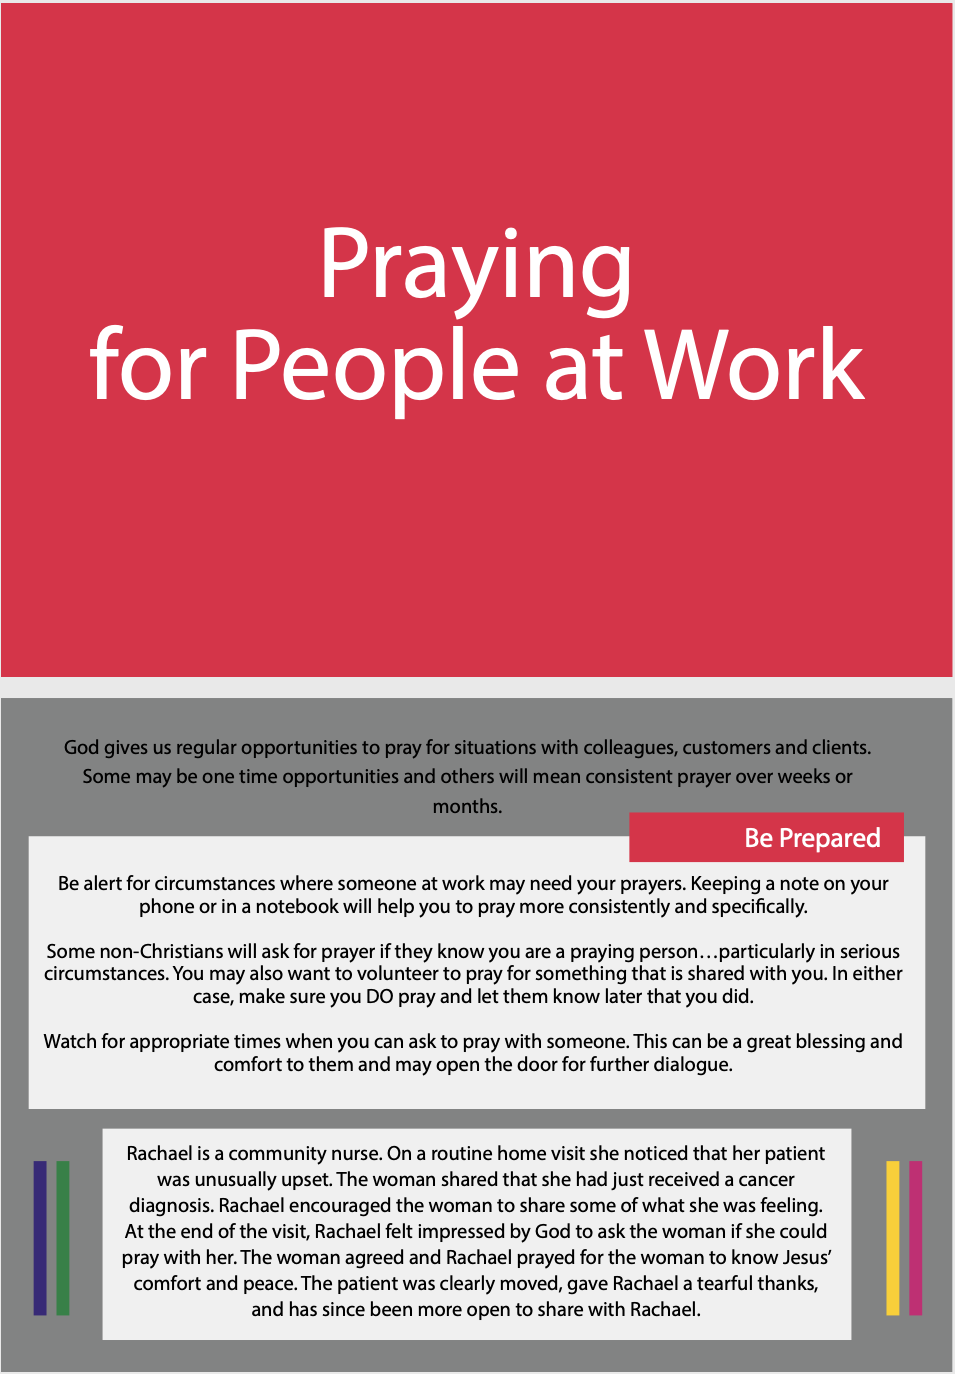 Praying
for People at Work
God gives us regular opportunities to pray for situations with colleagues, customers and clients.
Some may be one time opportunities and others will mean consistent prayer over weeks or
months.
Be Prepared
Be alert for circumstances where someone at work may need your prayers. Keeping a note on your
phone or in a notebook will help you to pray more consistently and specifically.
Some non-Christians will ask for prayer if they know you are a praying person…particularly in serious
circumstances. You may also want to volunteer to pray for something that is shared with you. In either
case, make sure you DO pray and let them know later that you did.
Watch for appropriate times when you can ask to pray with someone. This can be a great blessing and
comfort to them and may open the door for further dialogue.
Rachael is a community nurse. On a routine home visit she noticed that her patient
was unusually upset. The woman shared that she had just received a cancer
diagnosis. Rachael encouraged the woman to share some of what she was feeling.
At the end of the visit, Rachael felt impressed by God to ask the woman if she could
pray with her. The woman agreed and Rachael prayed for the woman to know Jesus’
comfort and peace. The patient was clearly moved, gave Rachael a tearful thanks,
and has since been more open to share with Rachael.